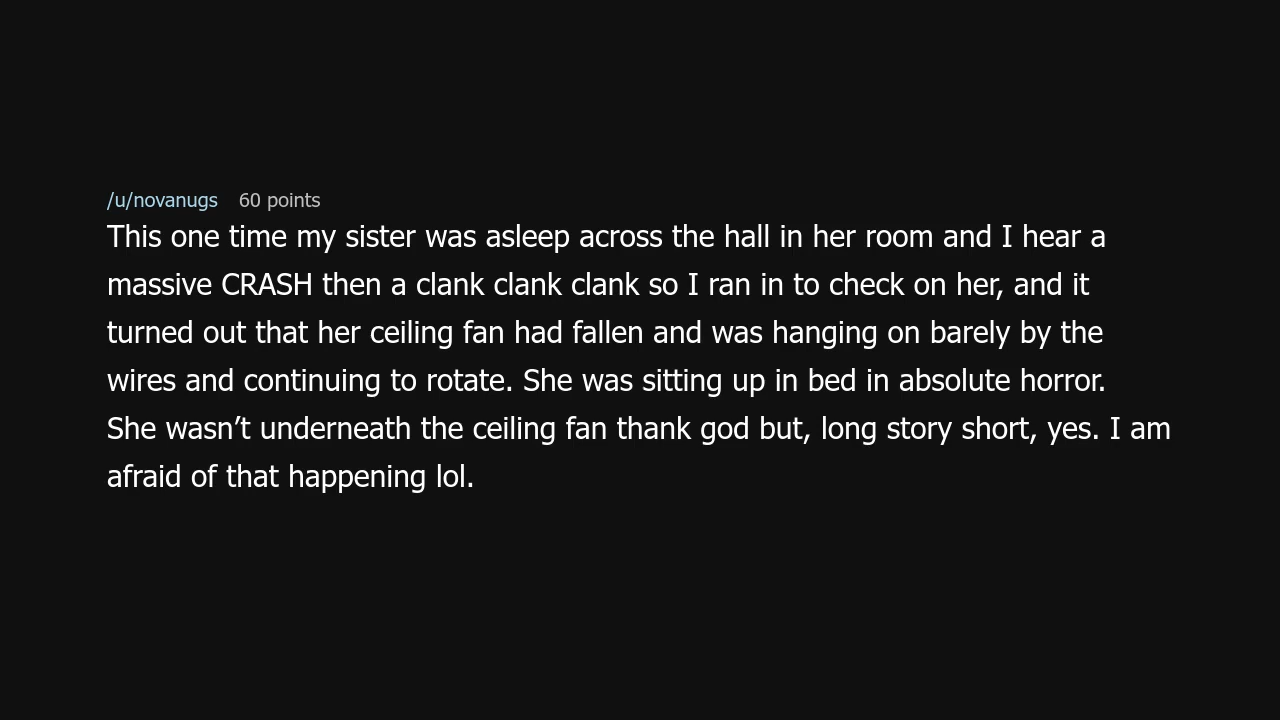 /u/novanugs 60 points
This one time my sister was asleep across the hall in her room and I hear a
massive CRASH then a clank clank clank so I ran in to check on her, and it
turned out that her ceiling fan had fallen and was hanging on barely by the
wires and continuing to rotate. She was sitting up in bed in absolute horror.
She wasn’t underneath the ceiling fan thank god but, long story short, yes. I am
afraid of that happening lol.